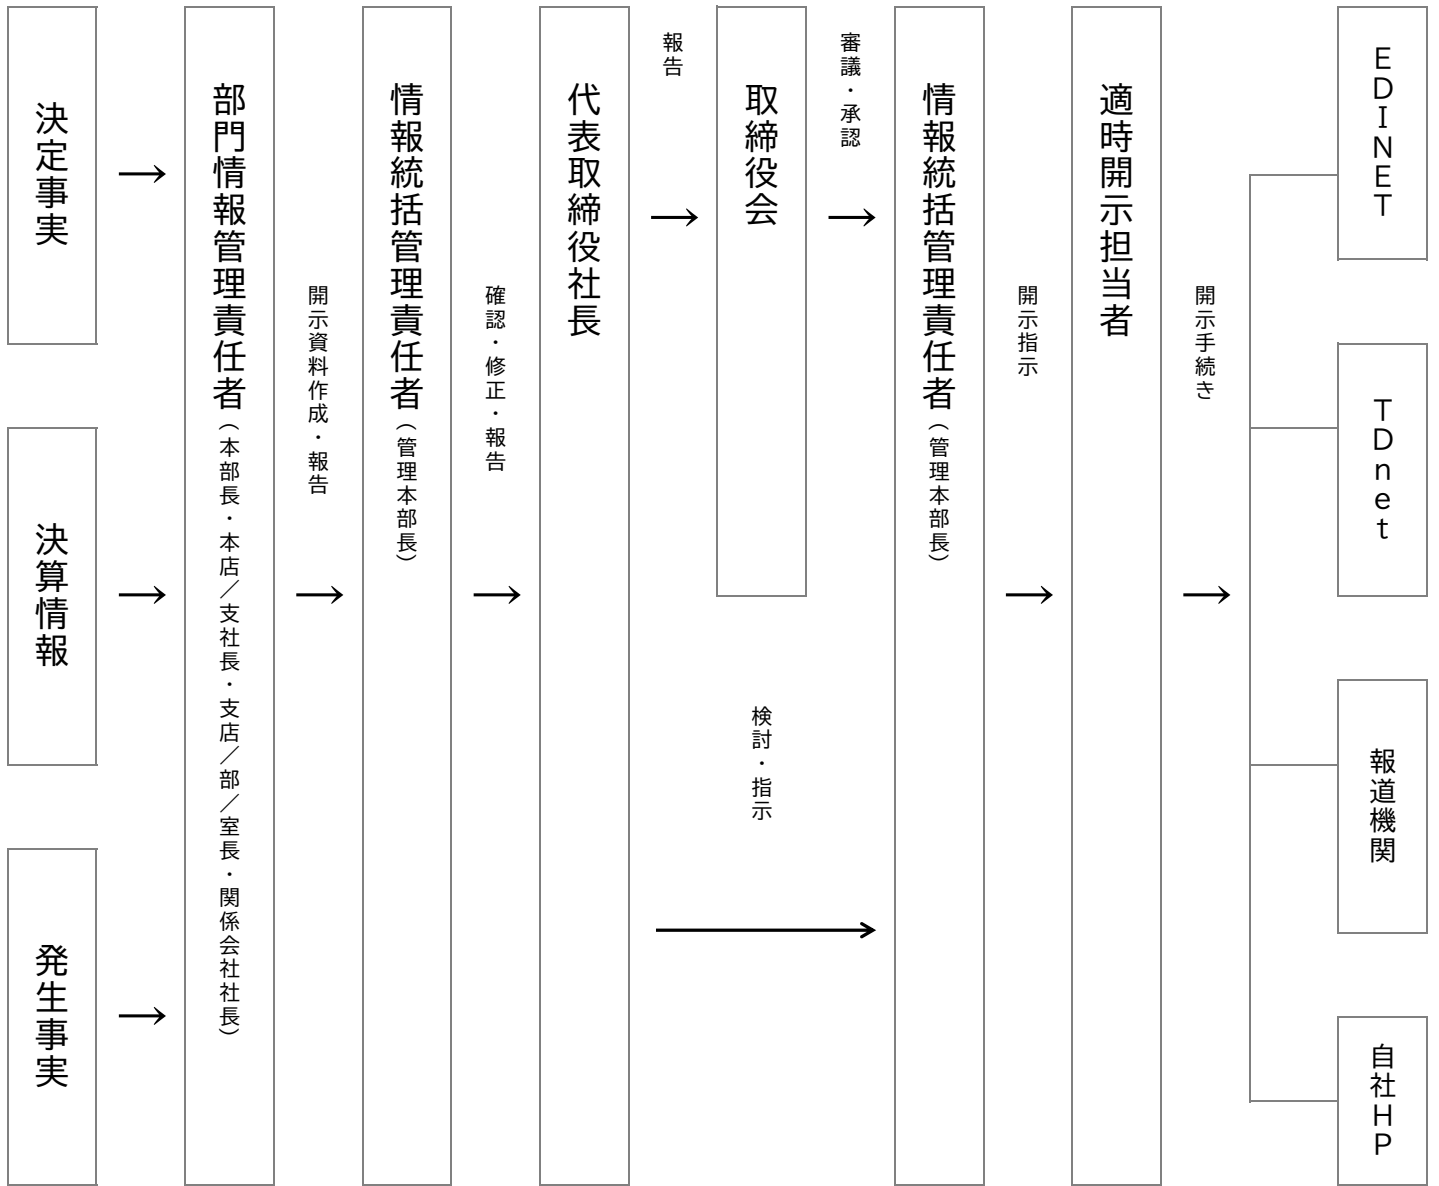 決定事実
決算情報
発生事実
部門情報管理責任者（本部長・本店／支社長・支店／部／室長・関係会社社長）
開示資料作成・報告
情報統括管理責任者（管理本部長）
確認・修正・報告
代表取締役社長
報告
取締役会
審議・承認
検討・指示
情報統括管理責任者（管理本部長）
開示指示
適時開示担当者
開示手続き
ＥＤＩＮＥＴ
ＴＤｎｅｔ
報道機関
自社ＨＰ